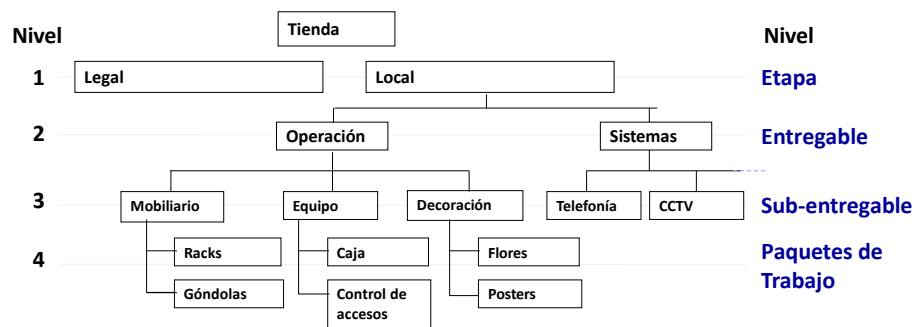 Tienda
Nivel
Nivel
1
Legal
Local
Etapa
2
Operación
Sistemas
Entregable
3
Mobiliario
Equipo
Decoración
Telefonía
CCTV
Sub-entregable
4
Racks
Caja
Flores
Paquetes de
Trabajo
Góndolas
Control de
accesos
Posters